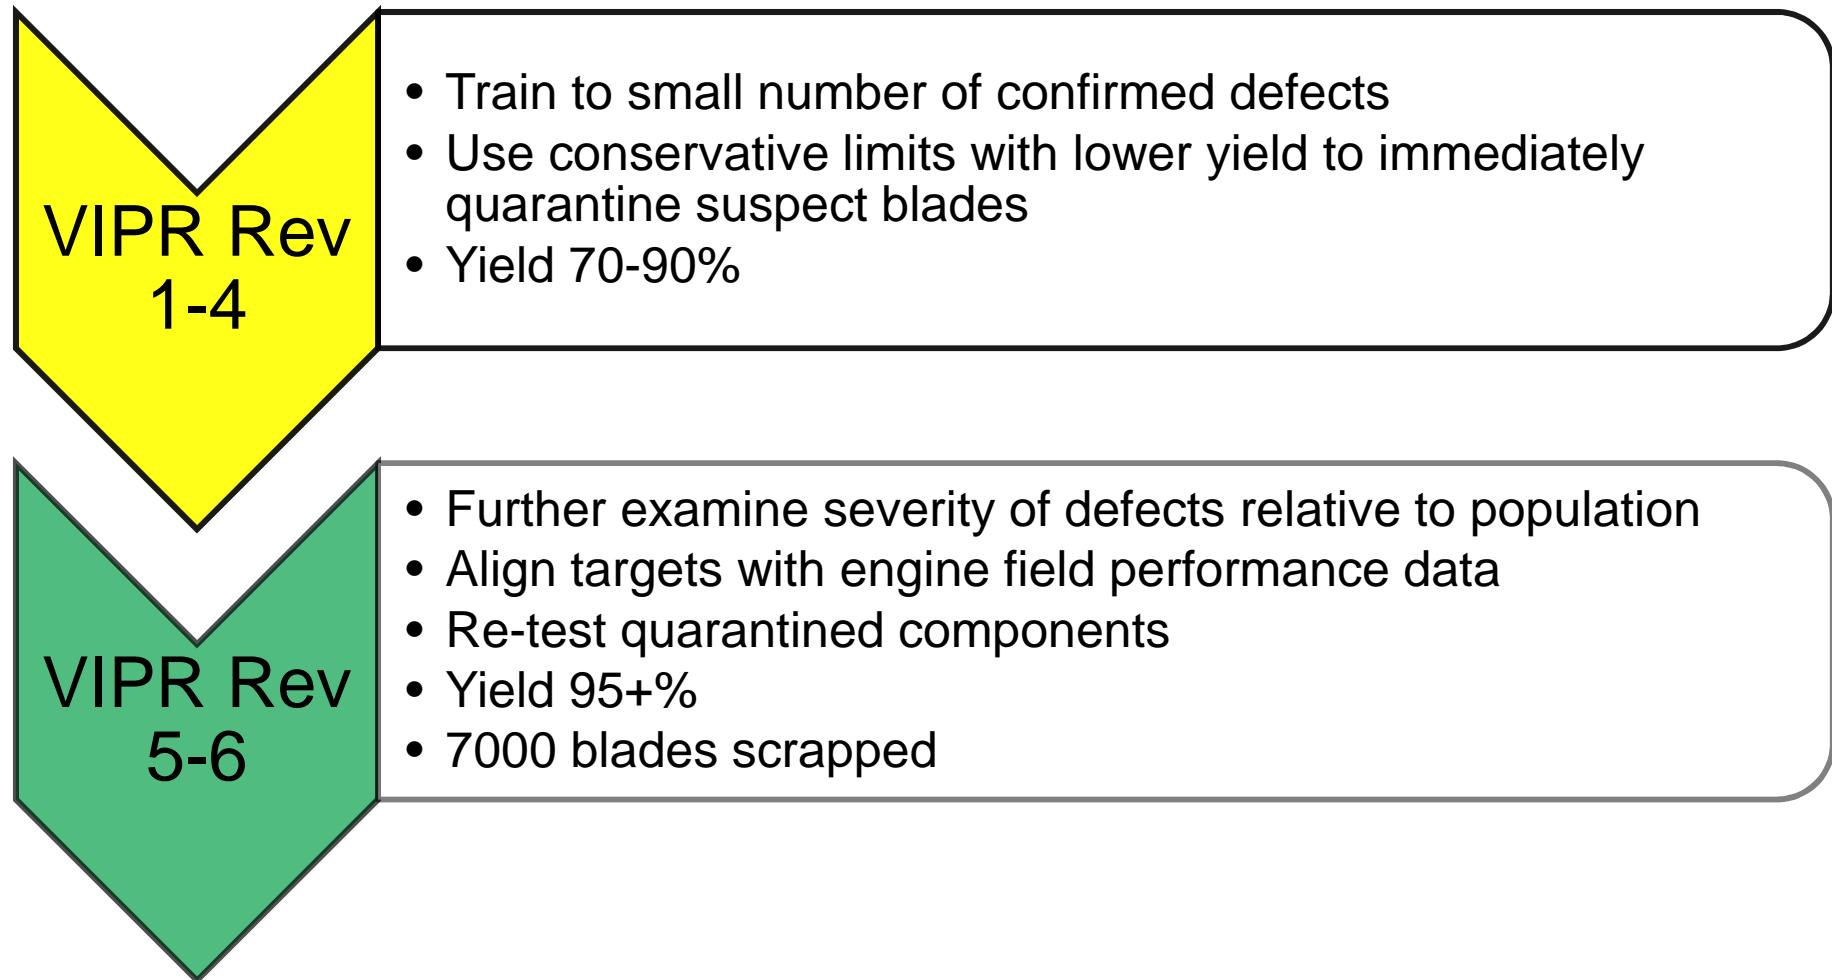 VIPR Rev
1-4
• Train to small number of confirmed defects
• Use conservative limits with lower yield to immediately
quarantine suspect blades
• Yield 70-90%
VIPR Rev
5-6
• Further examine severity of defects relative to population
• Align targets with engine field performance data
• Re-test quarantined components
• Yield 95+%
• 7000 blades scrapped